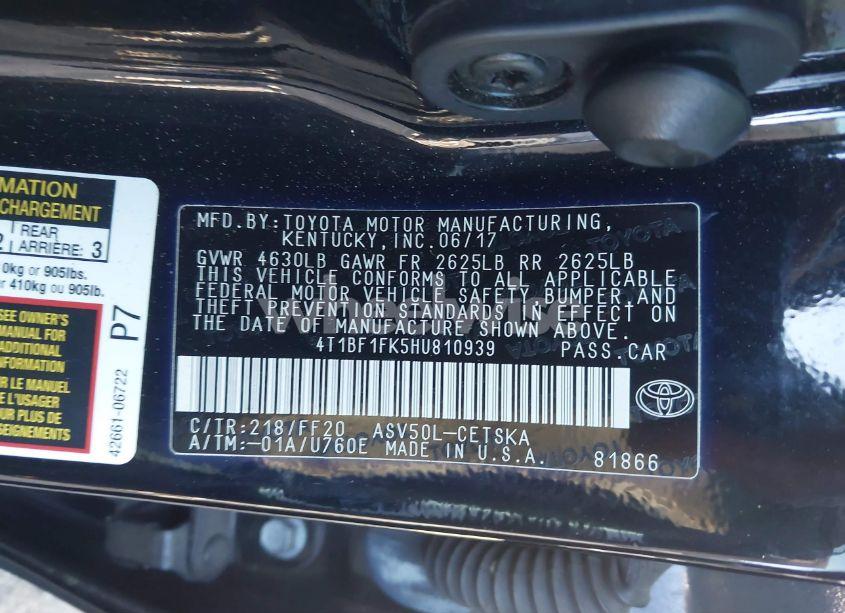 MATION
CHARGEMENT
2 REAR ARRIÈRE: 3
0kg or 905lbs.
r 410kg ou 905lb.
SEE OWNER'S
MANUAL FOR
ADDITIONAL
INFORMATION
R LE MANUEL
E L'USAGER
UR PLUS DE
SEIGNEMENTS
42661-06722 P7
MFD.BY:TOYOTA MOTOR MANUFACTURING,
KENTUCKY,INC.06/17
GVWR 4630LB GAWR FR 2625LB RR 2625LB
THIS VEHICLE CONFORMS TO ALL APPLICABLE
FEDERAL MOTOR VEHICLE SAFETY BUMPER,AND
THEFT PREVENTION STANDARDS IN EFFECT ON
THE DATE OF MANUFACTURE SHOWN ABOVE.
4T1BF1FK5HU810939 PASS.CAR
C/TR:218/FF20 ASV50L-CETSKA
A/TM:-01A/U760E MADE IN U.S.A. 81866